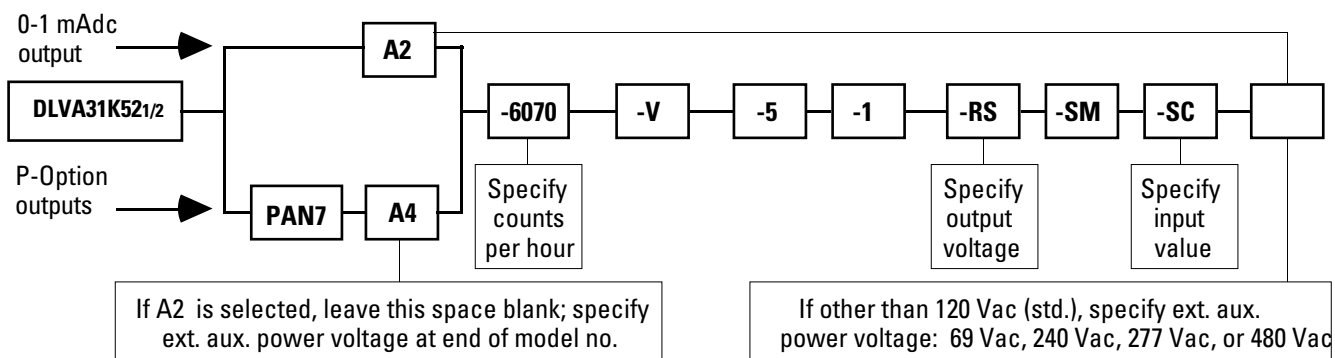 0-1 mAdc
output
A2
DLVA31K521/2
-6070
-V
-5
-1
-RS
-SM
-SC
P-Option
outputs
PAN7
A4
Specify
counts
per hour
Specify
output
voltage
Specify
input
value
If A2 is selected, leave this space blank; specify
ext. aux. power voltage at end of model no.
If other than 120 Vac (std.), specify ext. aux.
power voltage: 69 Vac, 240 Vac, 277 Vac, or 480 Vac